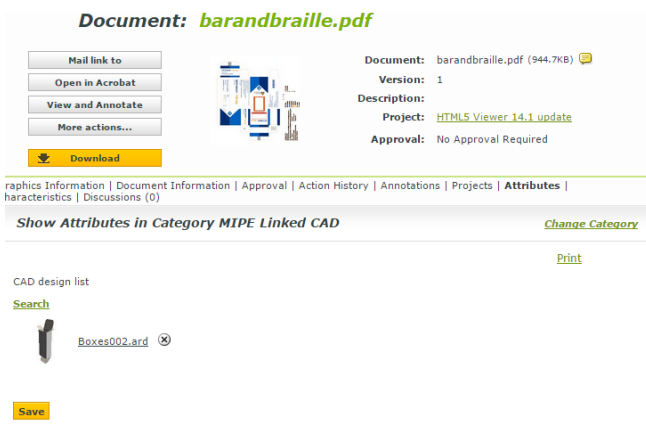 Document: barandbraille.pdf
Mail link to
Open in Acrobat
View and Annotate
More actions...
Download
Document: barandbraille.pdf (944.7KB)
Version: 1
Description:
Project: HTML5 Viewer 14.1 update
Approval: No Approval Required
raphics Information | Document Information | Approval | Action History | Annotations | Projects | Attributes |
haracteristics | Discussions (0)
Show Attributes in Category MIPE Linked CAD
Change Category
Print
CAD design list
Search
Boxes002.ard
Save